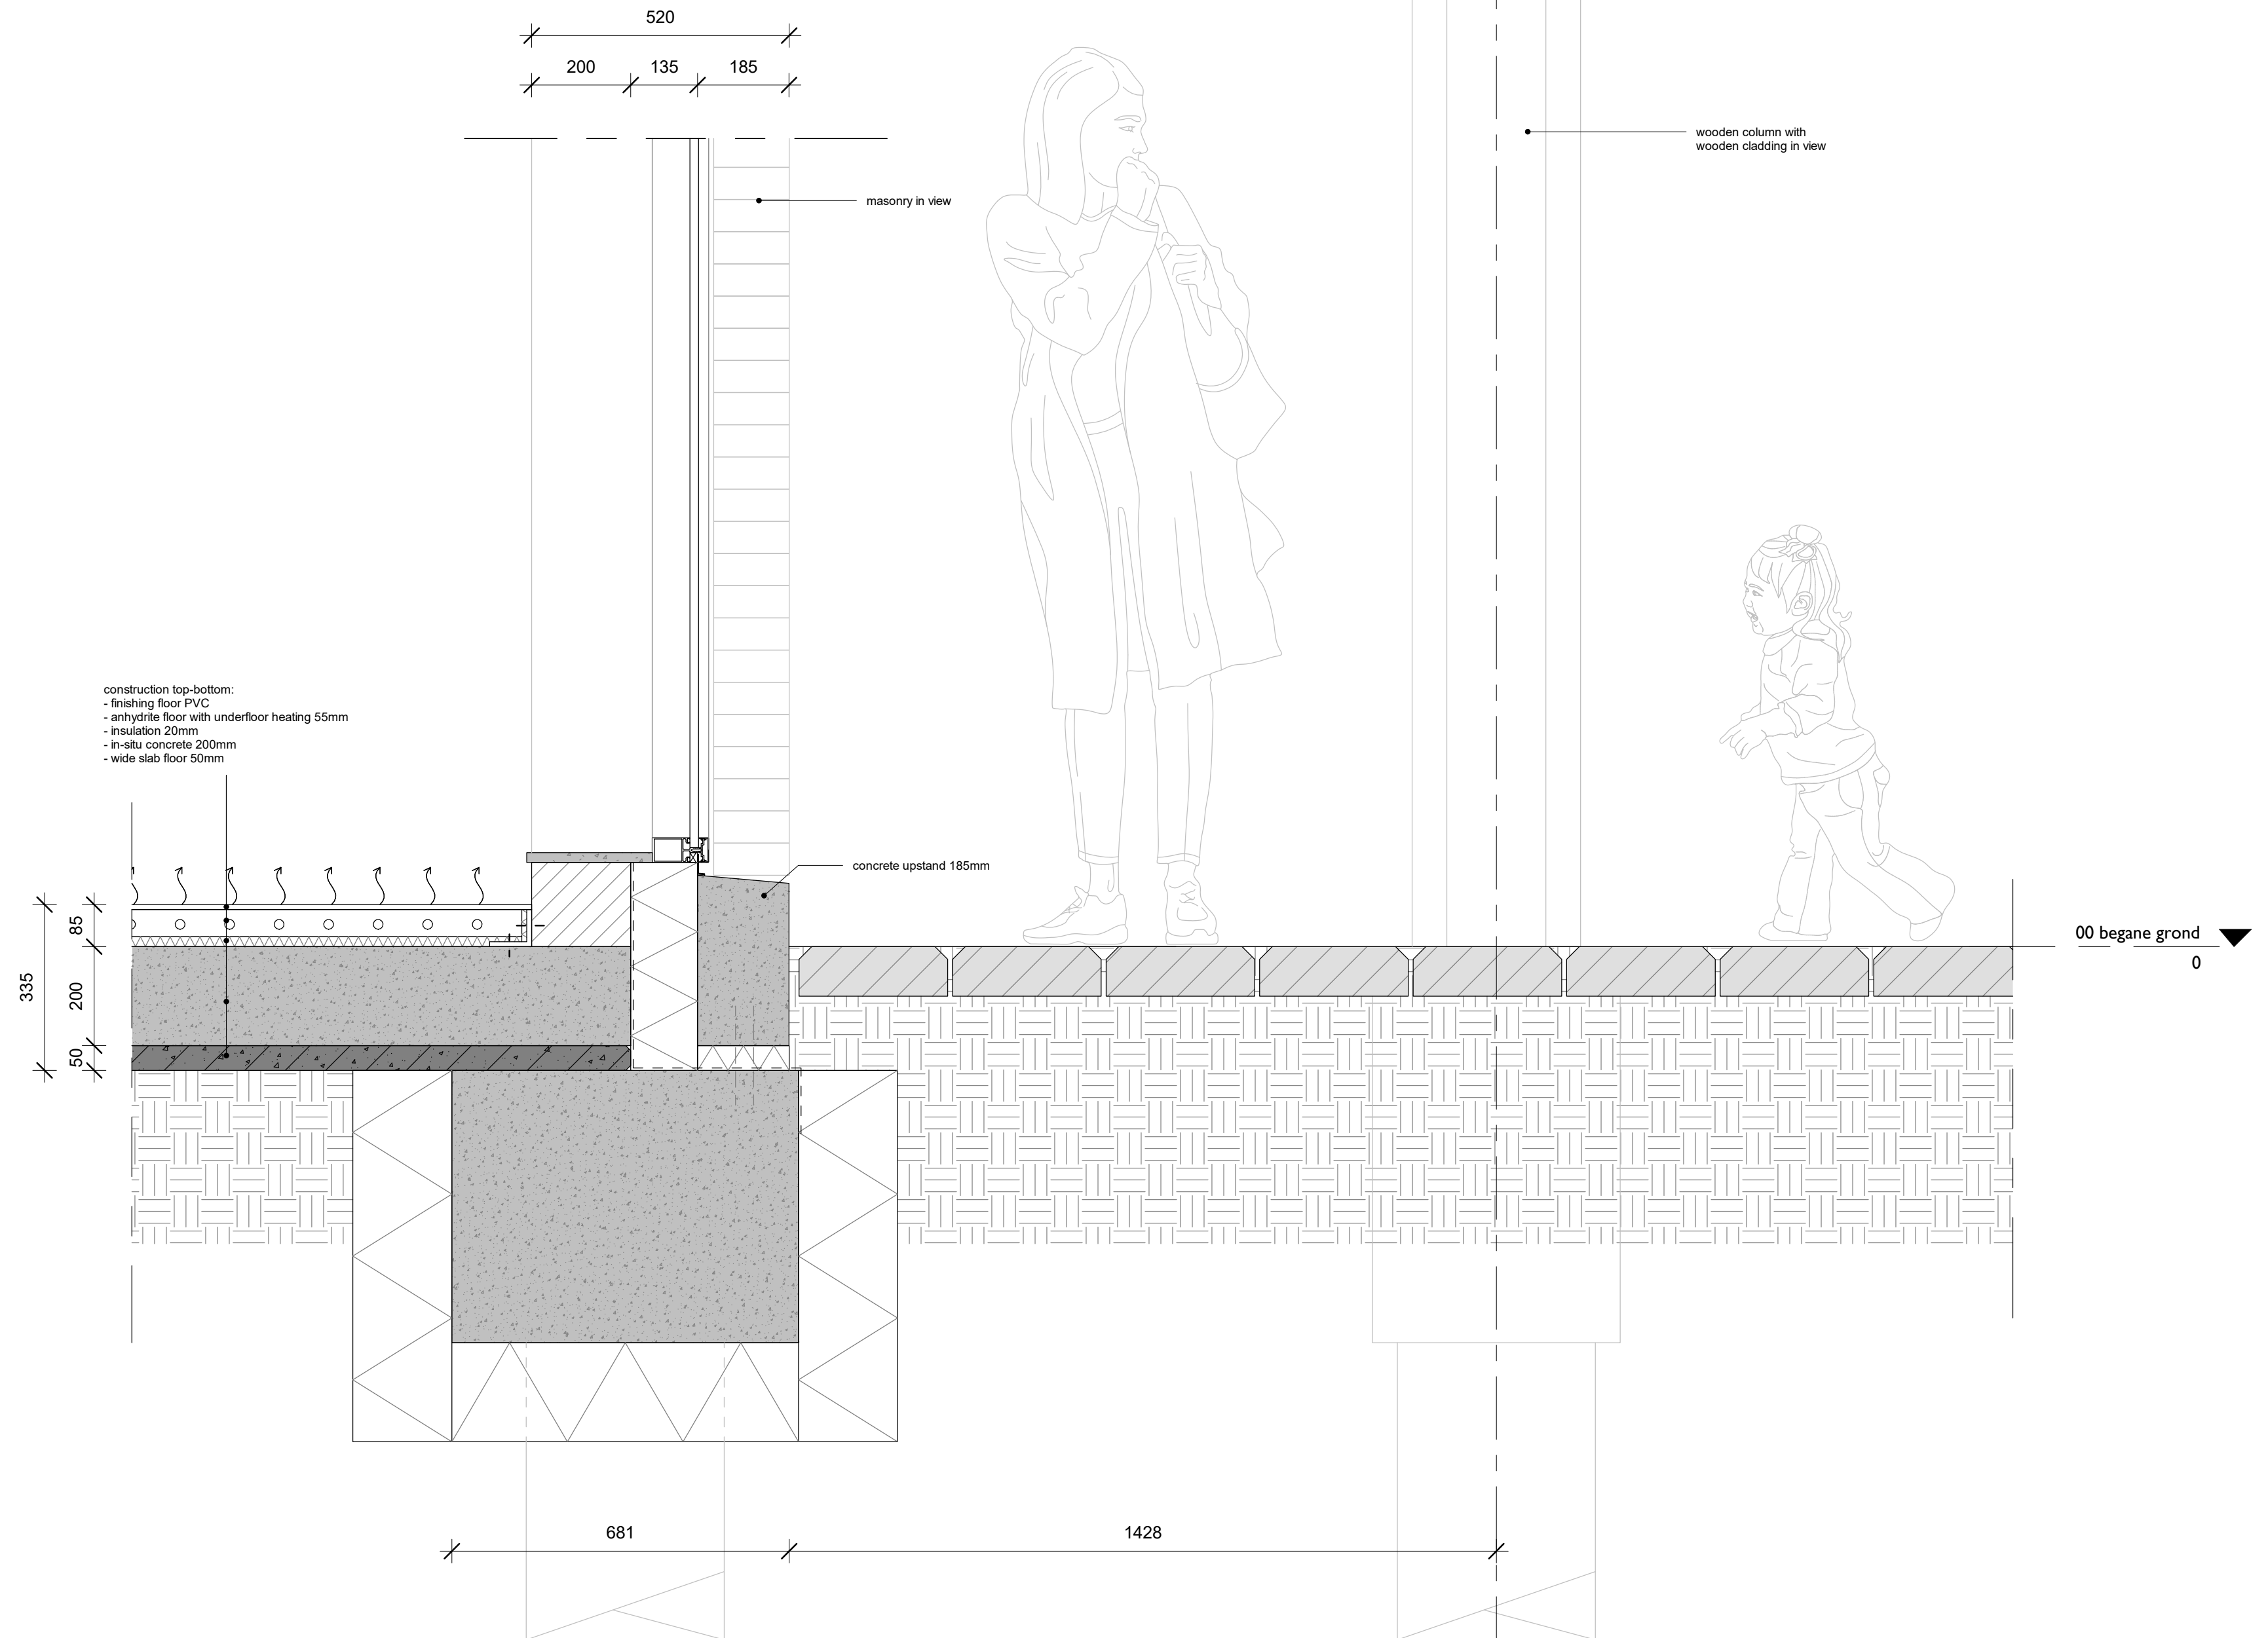 520
200 135 185
wooden column with
wooden cladding in view
masonry in view
construction top-bottom:
- finishing floor PVC
- anhydrite floor with underfloor heating 55mm
- insulation 20mm
- in-situ concrete 200mm
- wide slab floor 50mm
concrete upstand 185mm
85
00 begane grond
0
335
200
50
681 1428